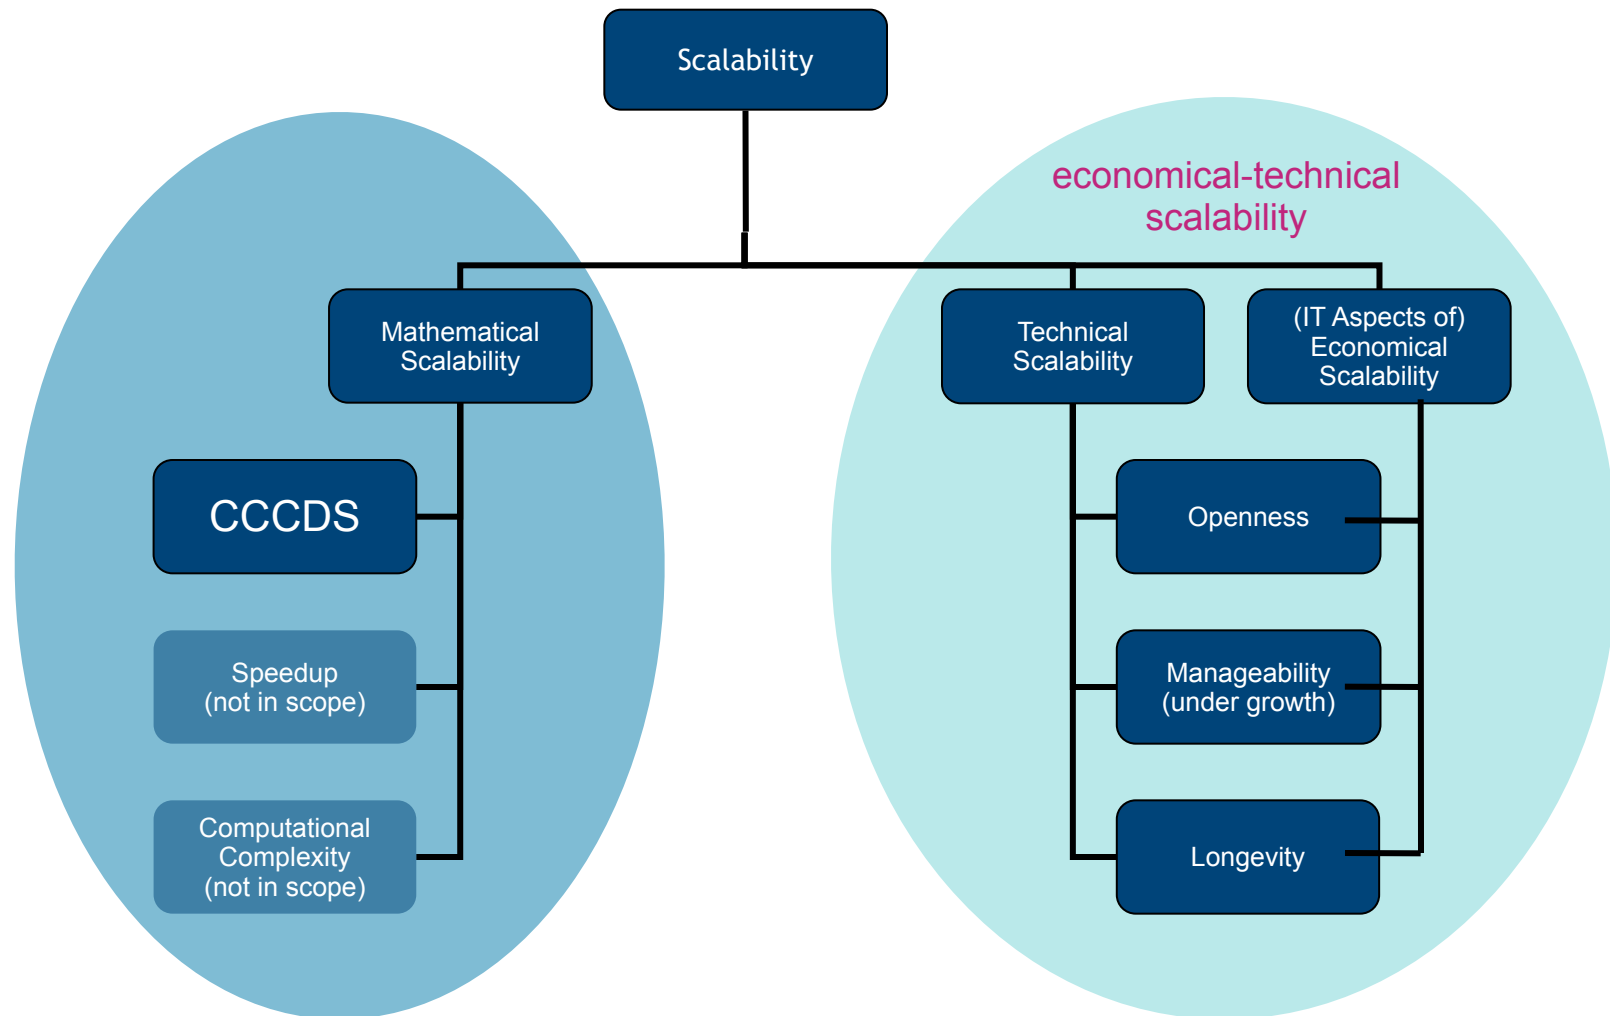 Scalability
economical-technical
scalability
Mathematical
Scalability
Technical
Scalability
(IT Aspects of)
Economical
Scalability
CCCDS
Openness
Speedup
(not in scope)
Manageability
(under growth)
Computational
Complexity
(not in scope)
Longevity